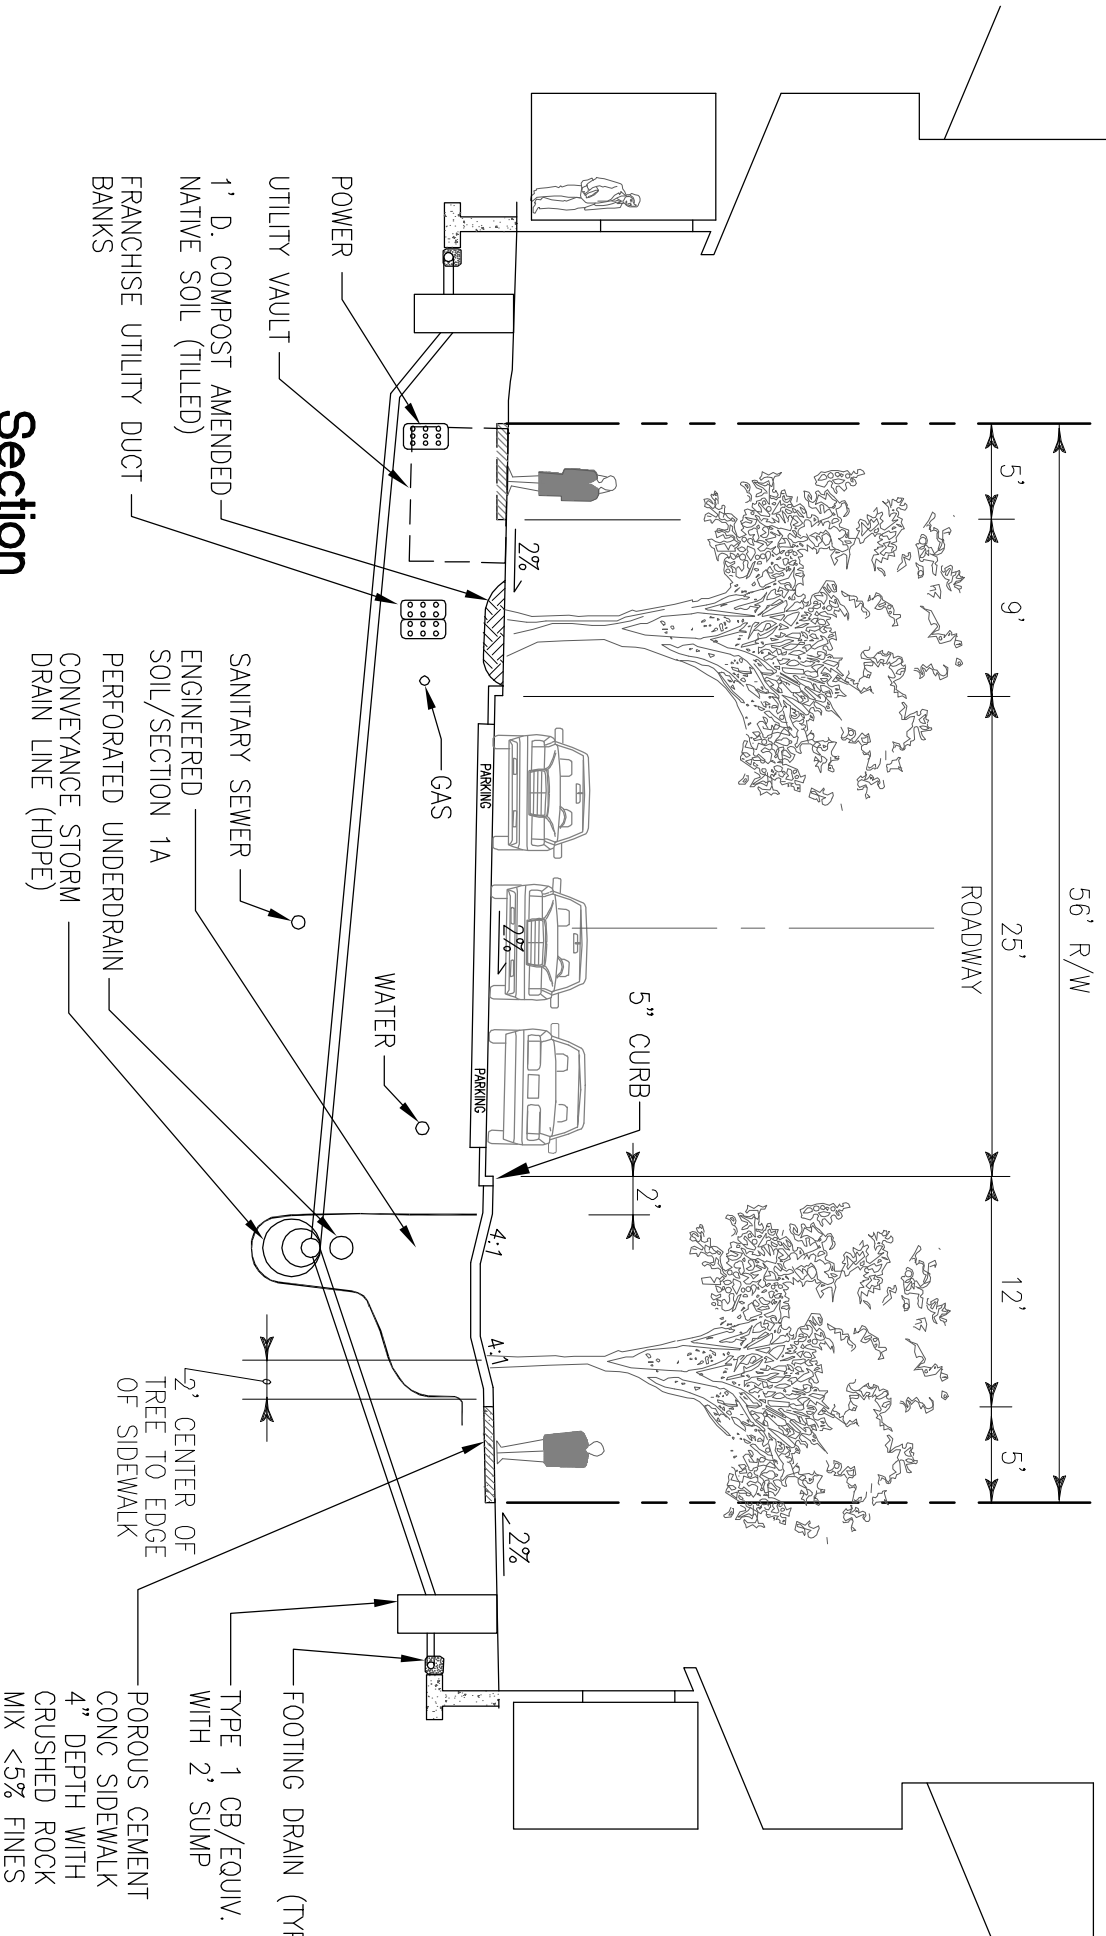 56' R/W
5'
9'
25'
ROADWAY
12'
5'
5" CURB
2'
2%
2%
2%
PARKING
PARKING
4:1
4:1
POWER
UTILITY VAULT
1' D. COMPOST AMENDED
NATIVE SOIL (TILLED)
FRANCHISE UTILITY DUCT
BANKS
GAS
WATER
SANITARY SEWER
ENGINEERED
SOIL/SECTION 1A
PERFORATED UNDERDRAIN
CONVEYANCE STORM
DRAIN LINE (HDPE)
2' CENTER OF
TREE TO EDGE
OF SIDEWALK
FOOTING DRAIN (TYP
TYPE 1 CB/EQUIV.
WITH 2' SUMP
POROUS CEMENT
CONC SIDEWALK
4" DEPTH WITH
CRUSHED ROCK
MIX <5% FINES
Section